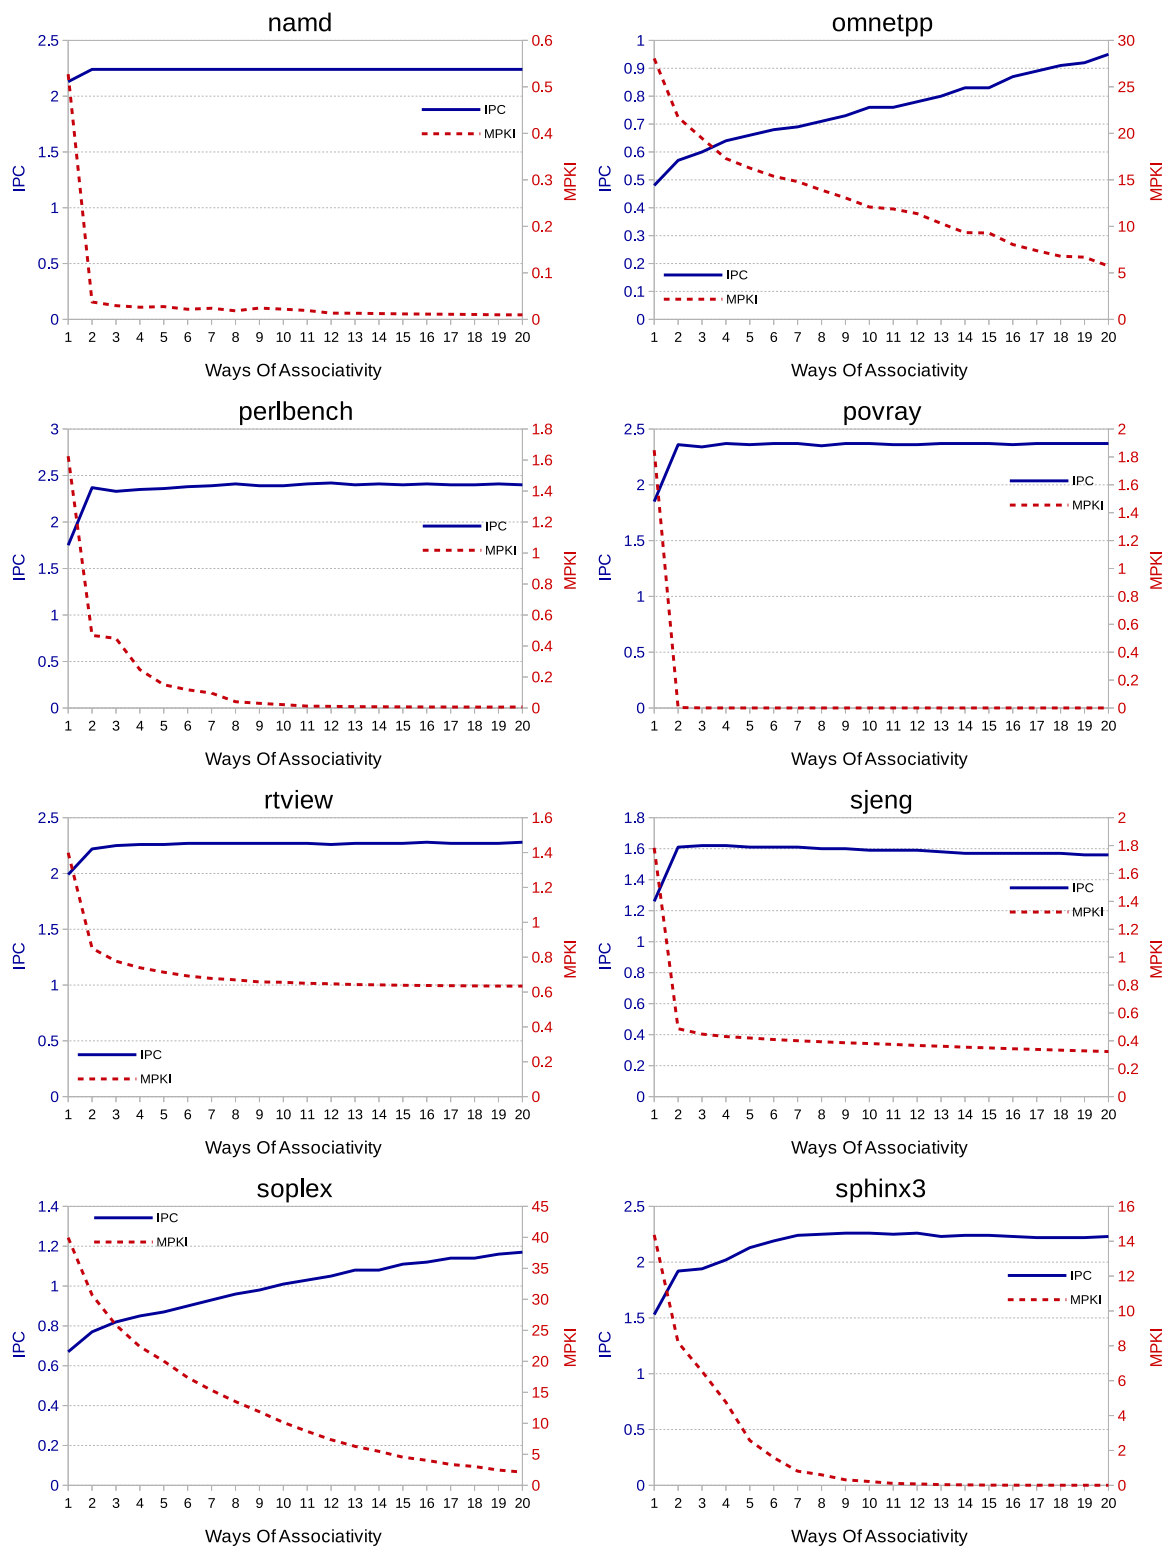 namd
2.5
2
1.5
1
0.5
0
0.6
0.5
0.4
0.3
0.2
0.1
0
IPC
MPKI
IPC
MPKI
1 2 3 4 5 6 7 8 9 10 11 12 13 14 15 16 17 18 19 20
Ways Of Associativity
omnetpp
1
0.9
0.8
0.7
0.6
0.5
0.4
0.3
0.2
0.1
0
30
25
20
15
10
5
0
IPC
MPKI
IPC
MPKI
1 2 3 4 5 6 7 8 9 10 11 12 13 14 15 16 17 18 19 20
Ways Of Associativity
perlbench
3
2.5
2
1.5
1
0.5
0
1.8
1.6
1.4
1.2
1
0.8
0.6
0.4
0.2
0
IPC
MPKI
IPC
MPKI
1 2 3 4 5 6 7 8 9 10 11 12 13 14 15 16 17 18 19 20
Ways Of Associativity
povray
2.5
2
1.5
1
0.5
0
2
1.8
1.6
1.4
1.2
1
0.8
0.6
0.4
0.2
0
IPC
MPKI
IPC
MPKI
1 2 3 4 5 6 7 8 9 10 11 12 13 14 15 16 17 18 19 20
Ways Of Associativity
rtview
2.5
2
1.5
1
0.5
0
1.6
1.4
1.2
1
0.8
0.6
0.4
0.2
0
IPC
MPKI
IPC
MPKI
1 2 3 4 5 6 7 8 9 10 11 12 13 14 15 16 17 18 19 20
Ways Of Associativity
sjeng
1.8
1.6
1.4
1.2
1
0.8
0.6
0.4
0.2
0
2
1.8
1.6
1.4
1.2
1
0.8
0.6
0.4
0.2
0
IPC
MPKI
IPC
MPKI
1 2 3 4 5 6 7 8 9 10 11 12 13 14 15 16 17 18 19 20
Ways Of Associativity
soplex
1.4
1.2
1
0.8
0.6
0.4
0.2
0
45
40
35
30
25
20
15
10
5
0
IPC
MPKI
IPC
MPKI
1 2 3 4 5 6 7 8 9 10 11 12 13 14 15 16 17 18 19 20
Ways Of Associativity
sphinx3
2.5
2
1.5
1
0.5
0
16
14
12
10
8
6
4
2
0
IPC
MPKI
IPC
MPKI
1 2 3 4 5 6 7 8 9 10 11 12 13 14 15 16 17 18 19 20
Ways Of Associativity